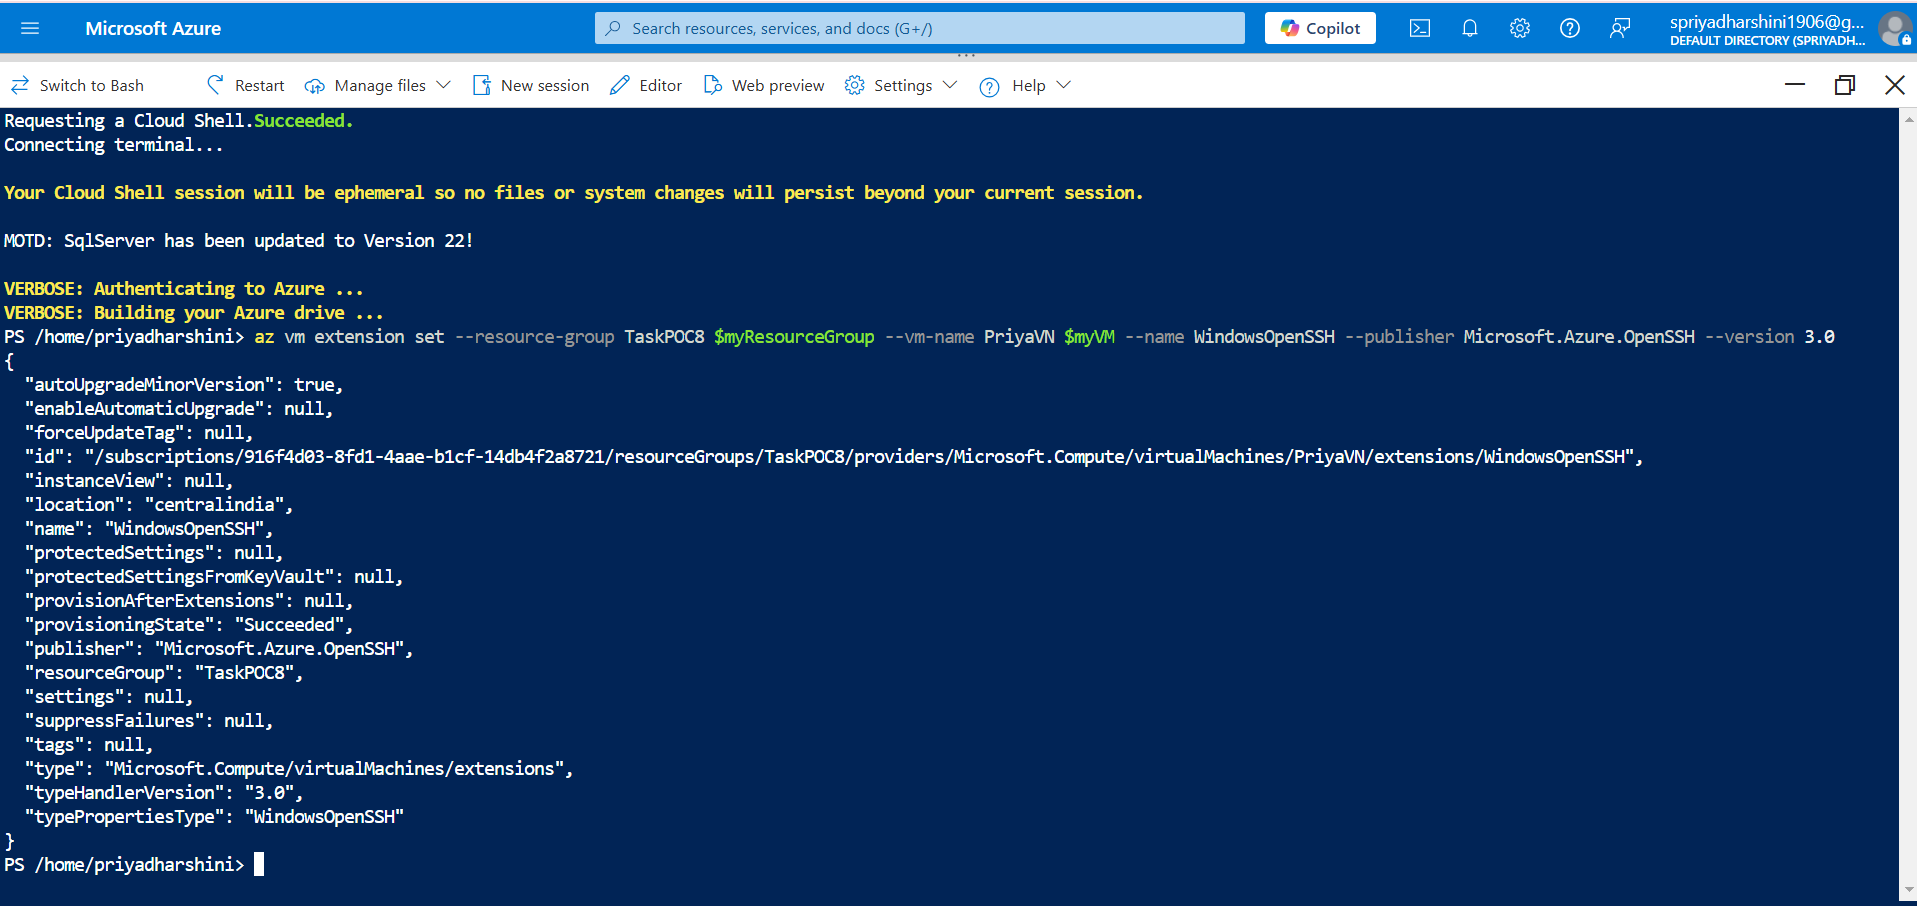 Microsoft Azure
Search resources, services, and docs (G+/)
Copilot
spriyadharshini1906@g...
DEFAULT DIRECTORY (SPRIYADH...
Switch to Bash
Restart
Manage files
New session
Editor
Web preview
Settings
Help
Requesting a Cloud Shell.Succeeded.
Connecting terminal...
Your Cloud Shell session will be ephemeral so no files or system changes will persist beyond your current session.
MOTD: SqlServer has been updated to Version 22!
VERBOSE: Authenticating to Azure ...
VERBOSE: Building your Azure drive ...
PS /home/priyadharshini> az vm extension set --resource-group TaskPOC8 $myResourceGroup --vm-name PriyaVN $myVM --name WindowsOpenSSH --publisher Microsoft.Azure.OpenSSH --version 3.0
{
  "autoUpgradeMinorVersion": true,
  "enableAutomaticUpgrade": null,
  "forceUpdateTag": null,
  "id": "/subscriptions/916f4d03-8fd1-4aae-b1cf-14db4f2a8721/resourceGroups/TaskPOC8/providers/Microsoft.Compute/virtualMachines/PriyaVN/extensions/WindowsOpenSSH",
  "instanceView": null,
  "location": "centralindia",
  "name": "WindowsOpenSSH",
  "protectedSettings": null,
  "protectedSettingsFromKeyVault": null,
  "provisionAfterExtensions": null,
  "provisioningState": "Succeeded",
  "publisher": "Microsoft.Azure.OpenSSH",
  "resourceGroup": "TaskPOC8",
  "settings": null,
  "suppressFailures": null,
  "tags": null,
  "type": "Microsoft.Compute/virtualMachines/extensions",
  "typeHandlerVersion": "3.0",
  "typePropertiesType": "WindowsOpenSSH"
}
PS /home/priyadharshini>